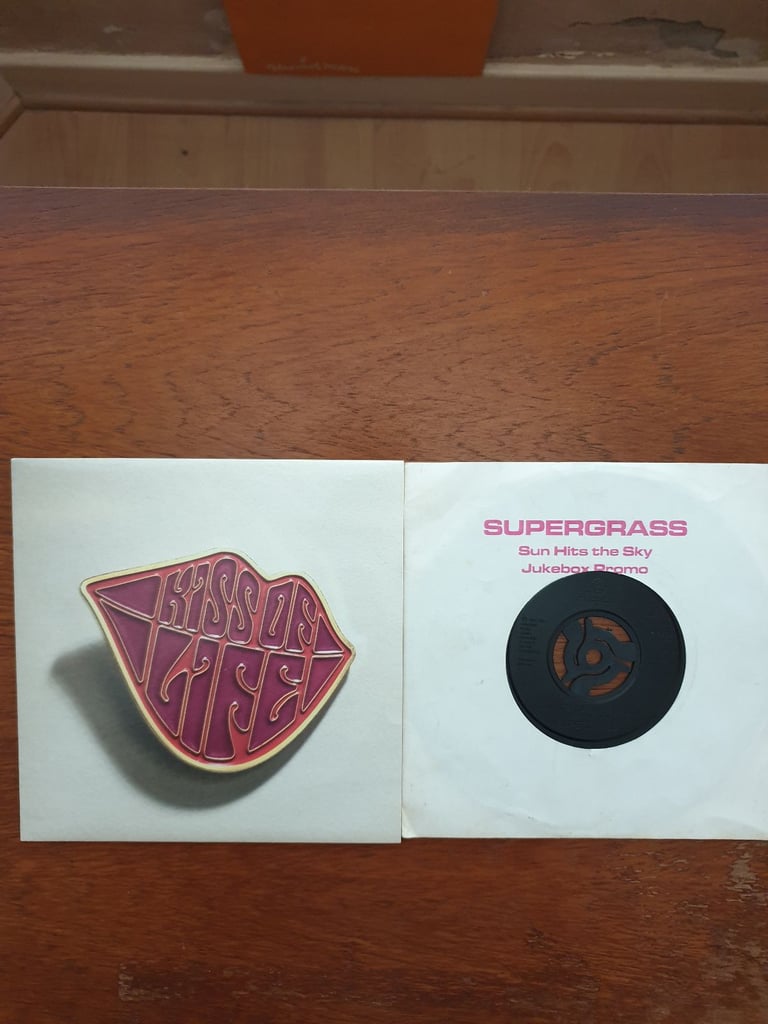 KISS OF
LIFE
SUPERGRASS
Sun Hits the Sky
Jukebox Promo